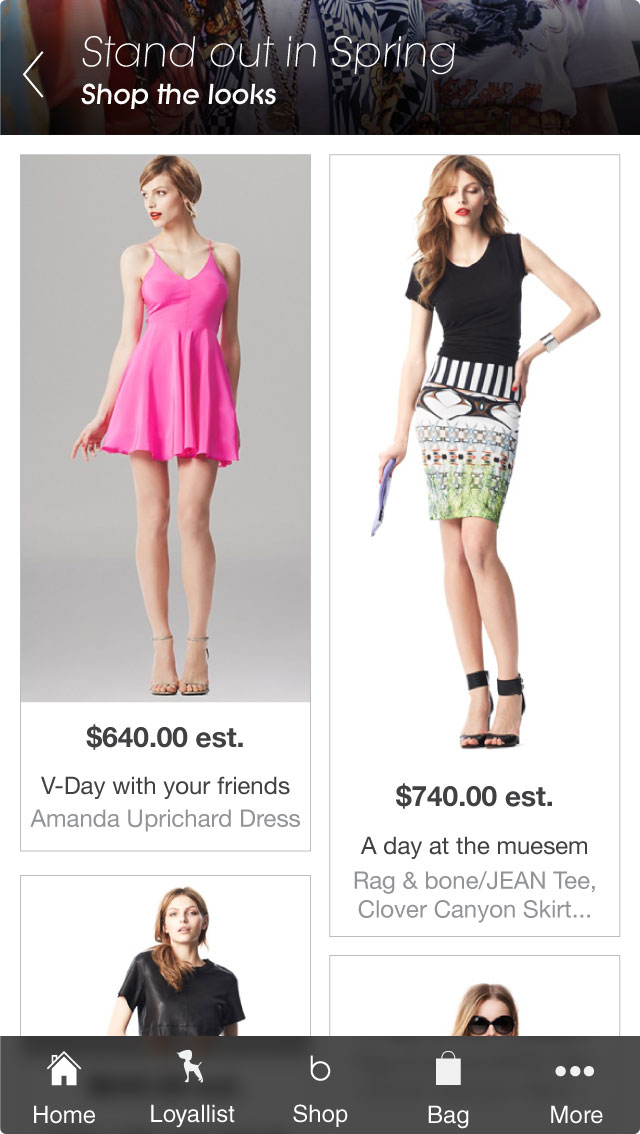 Stand out in Spring
Shop the looks
$640.00 est.
V-Day with your friends
Amanda Uprichard Dress
$740.00 est.
A day at the muesem
Rag & bone/JEAN Tee,
Clover Canyon Skirt...
Home
Loyallist
b
Shop
Bag
More